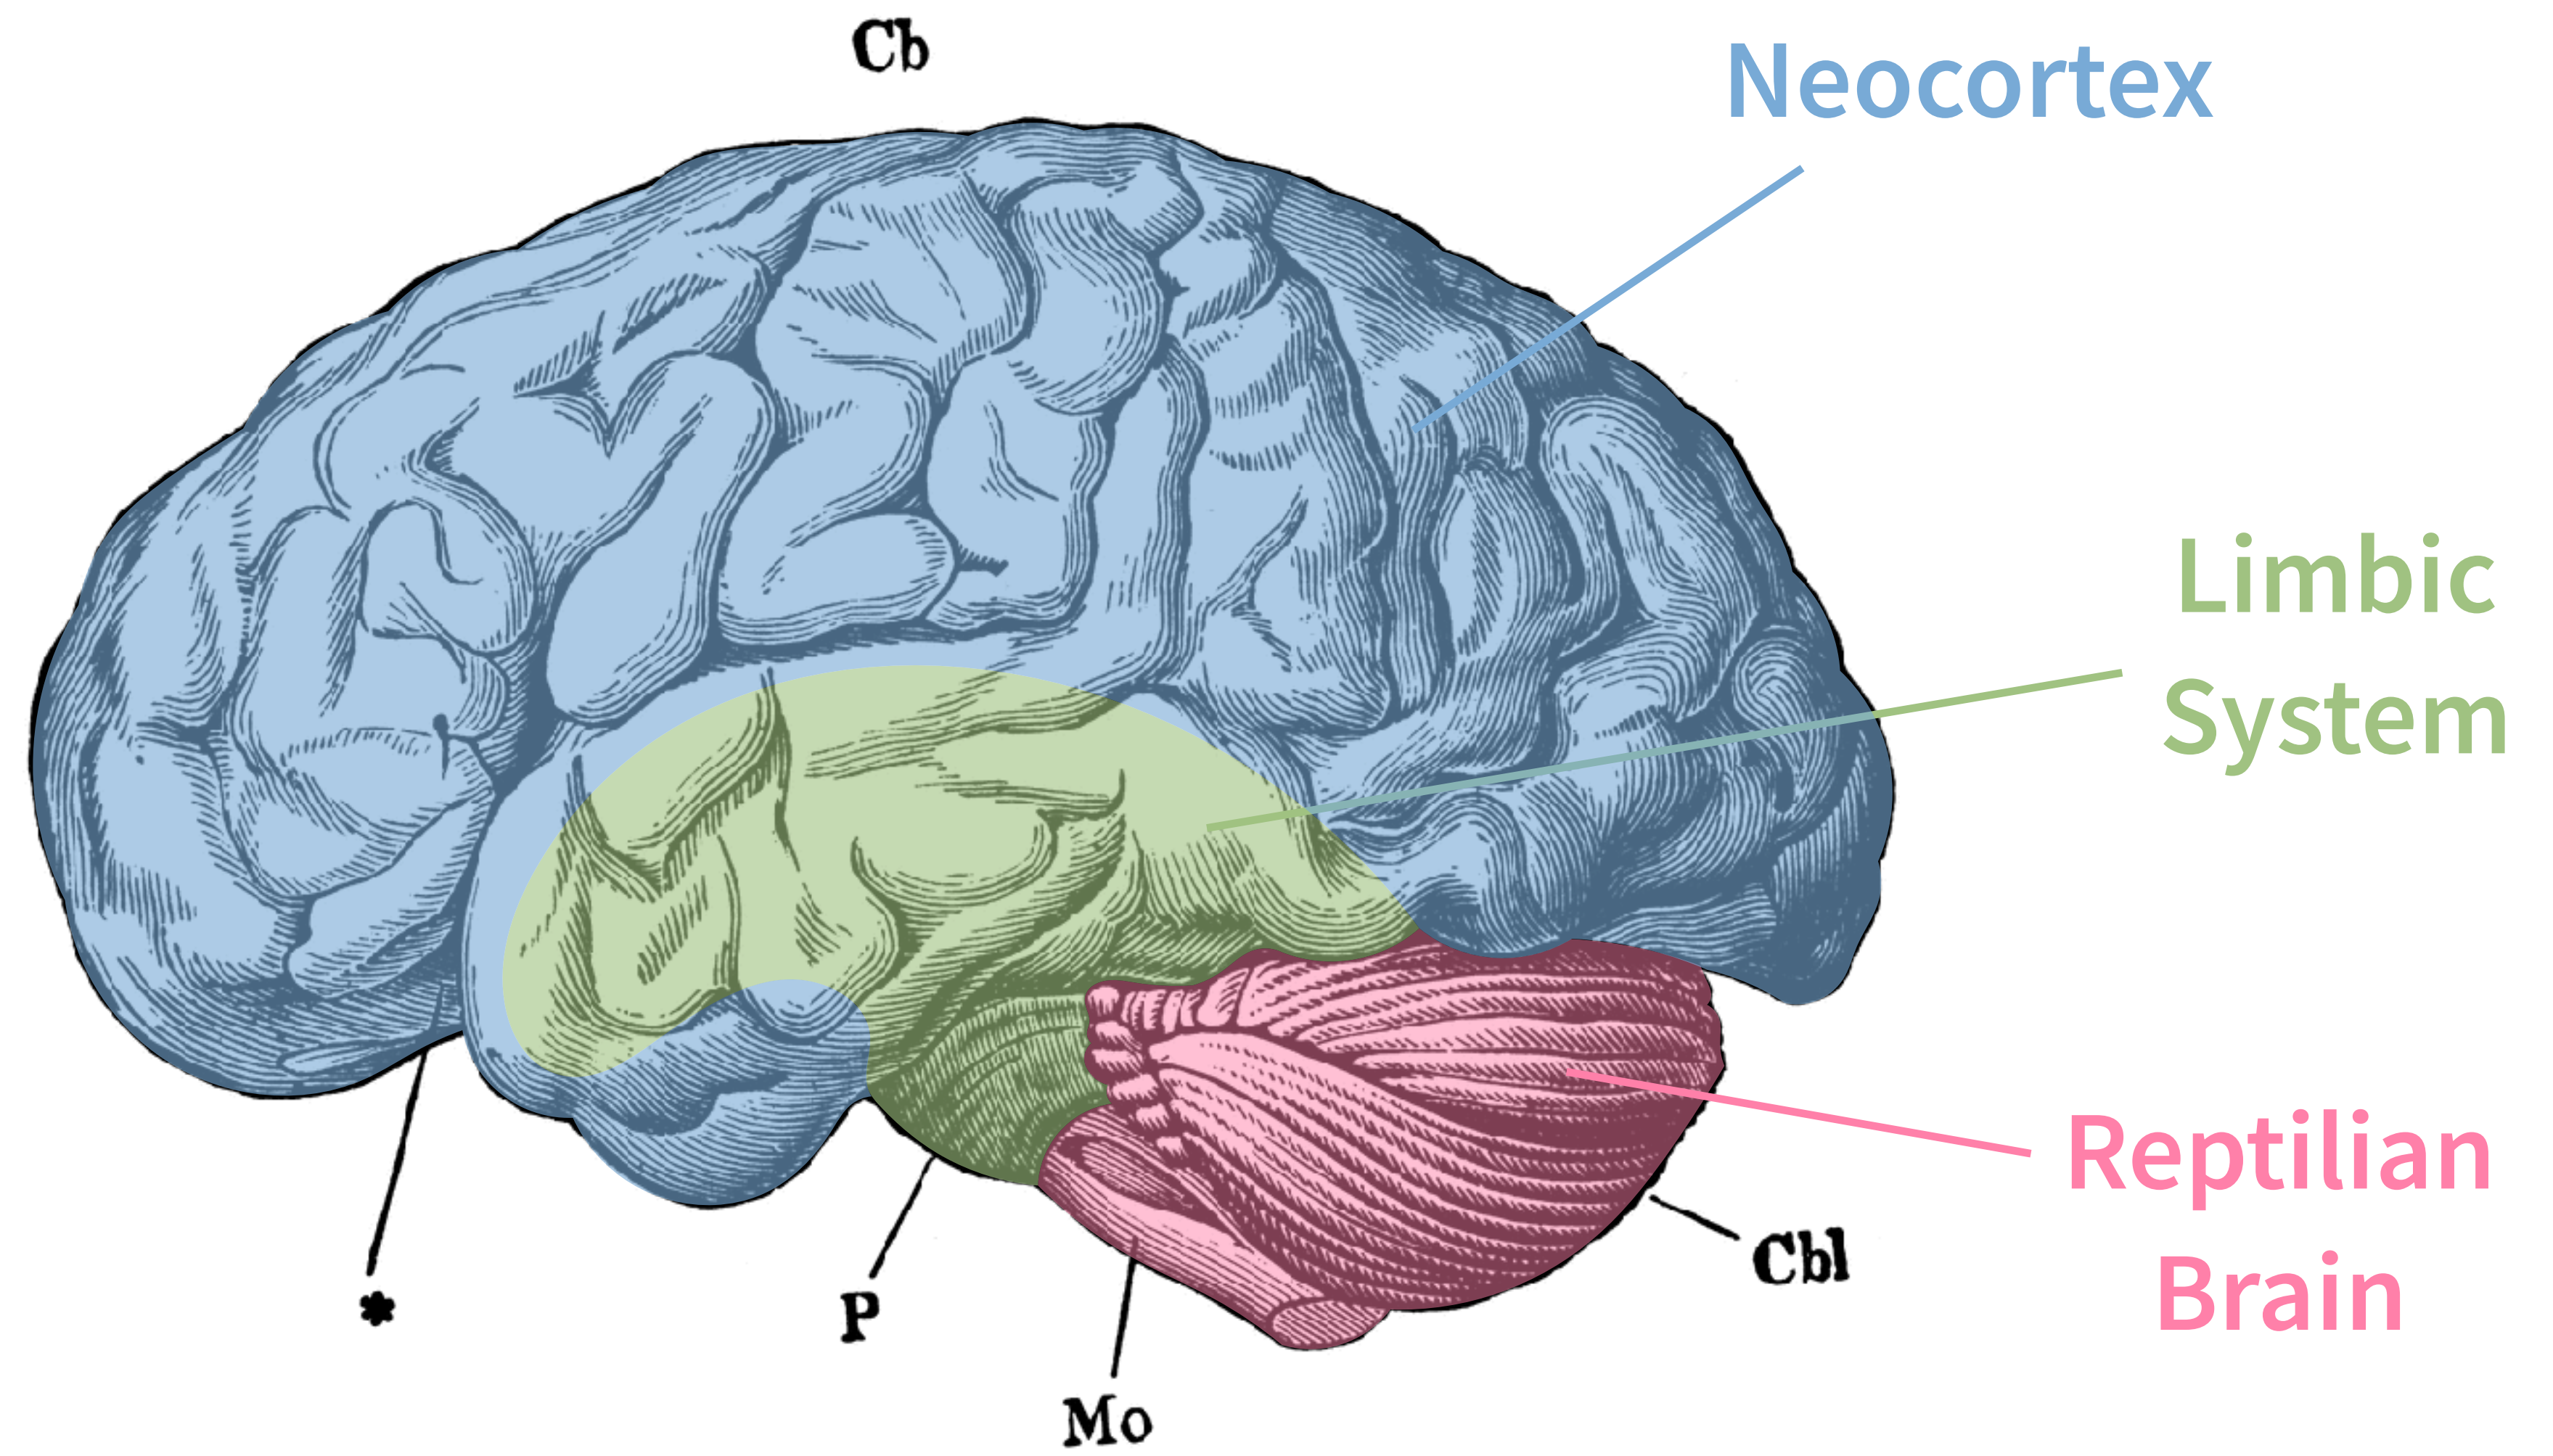 Cb
Neocortex
Limbic
System
Reptilian
Brain
Cbl
*
P
Mo